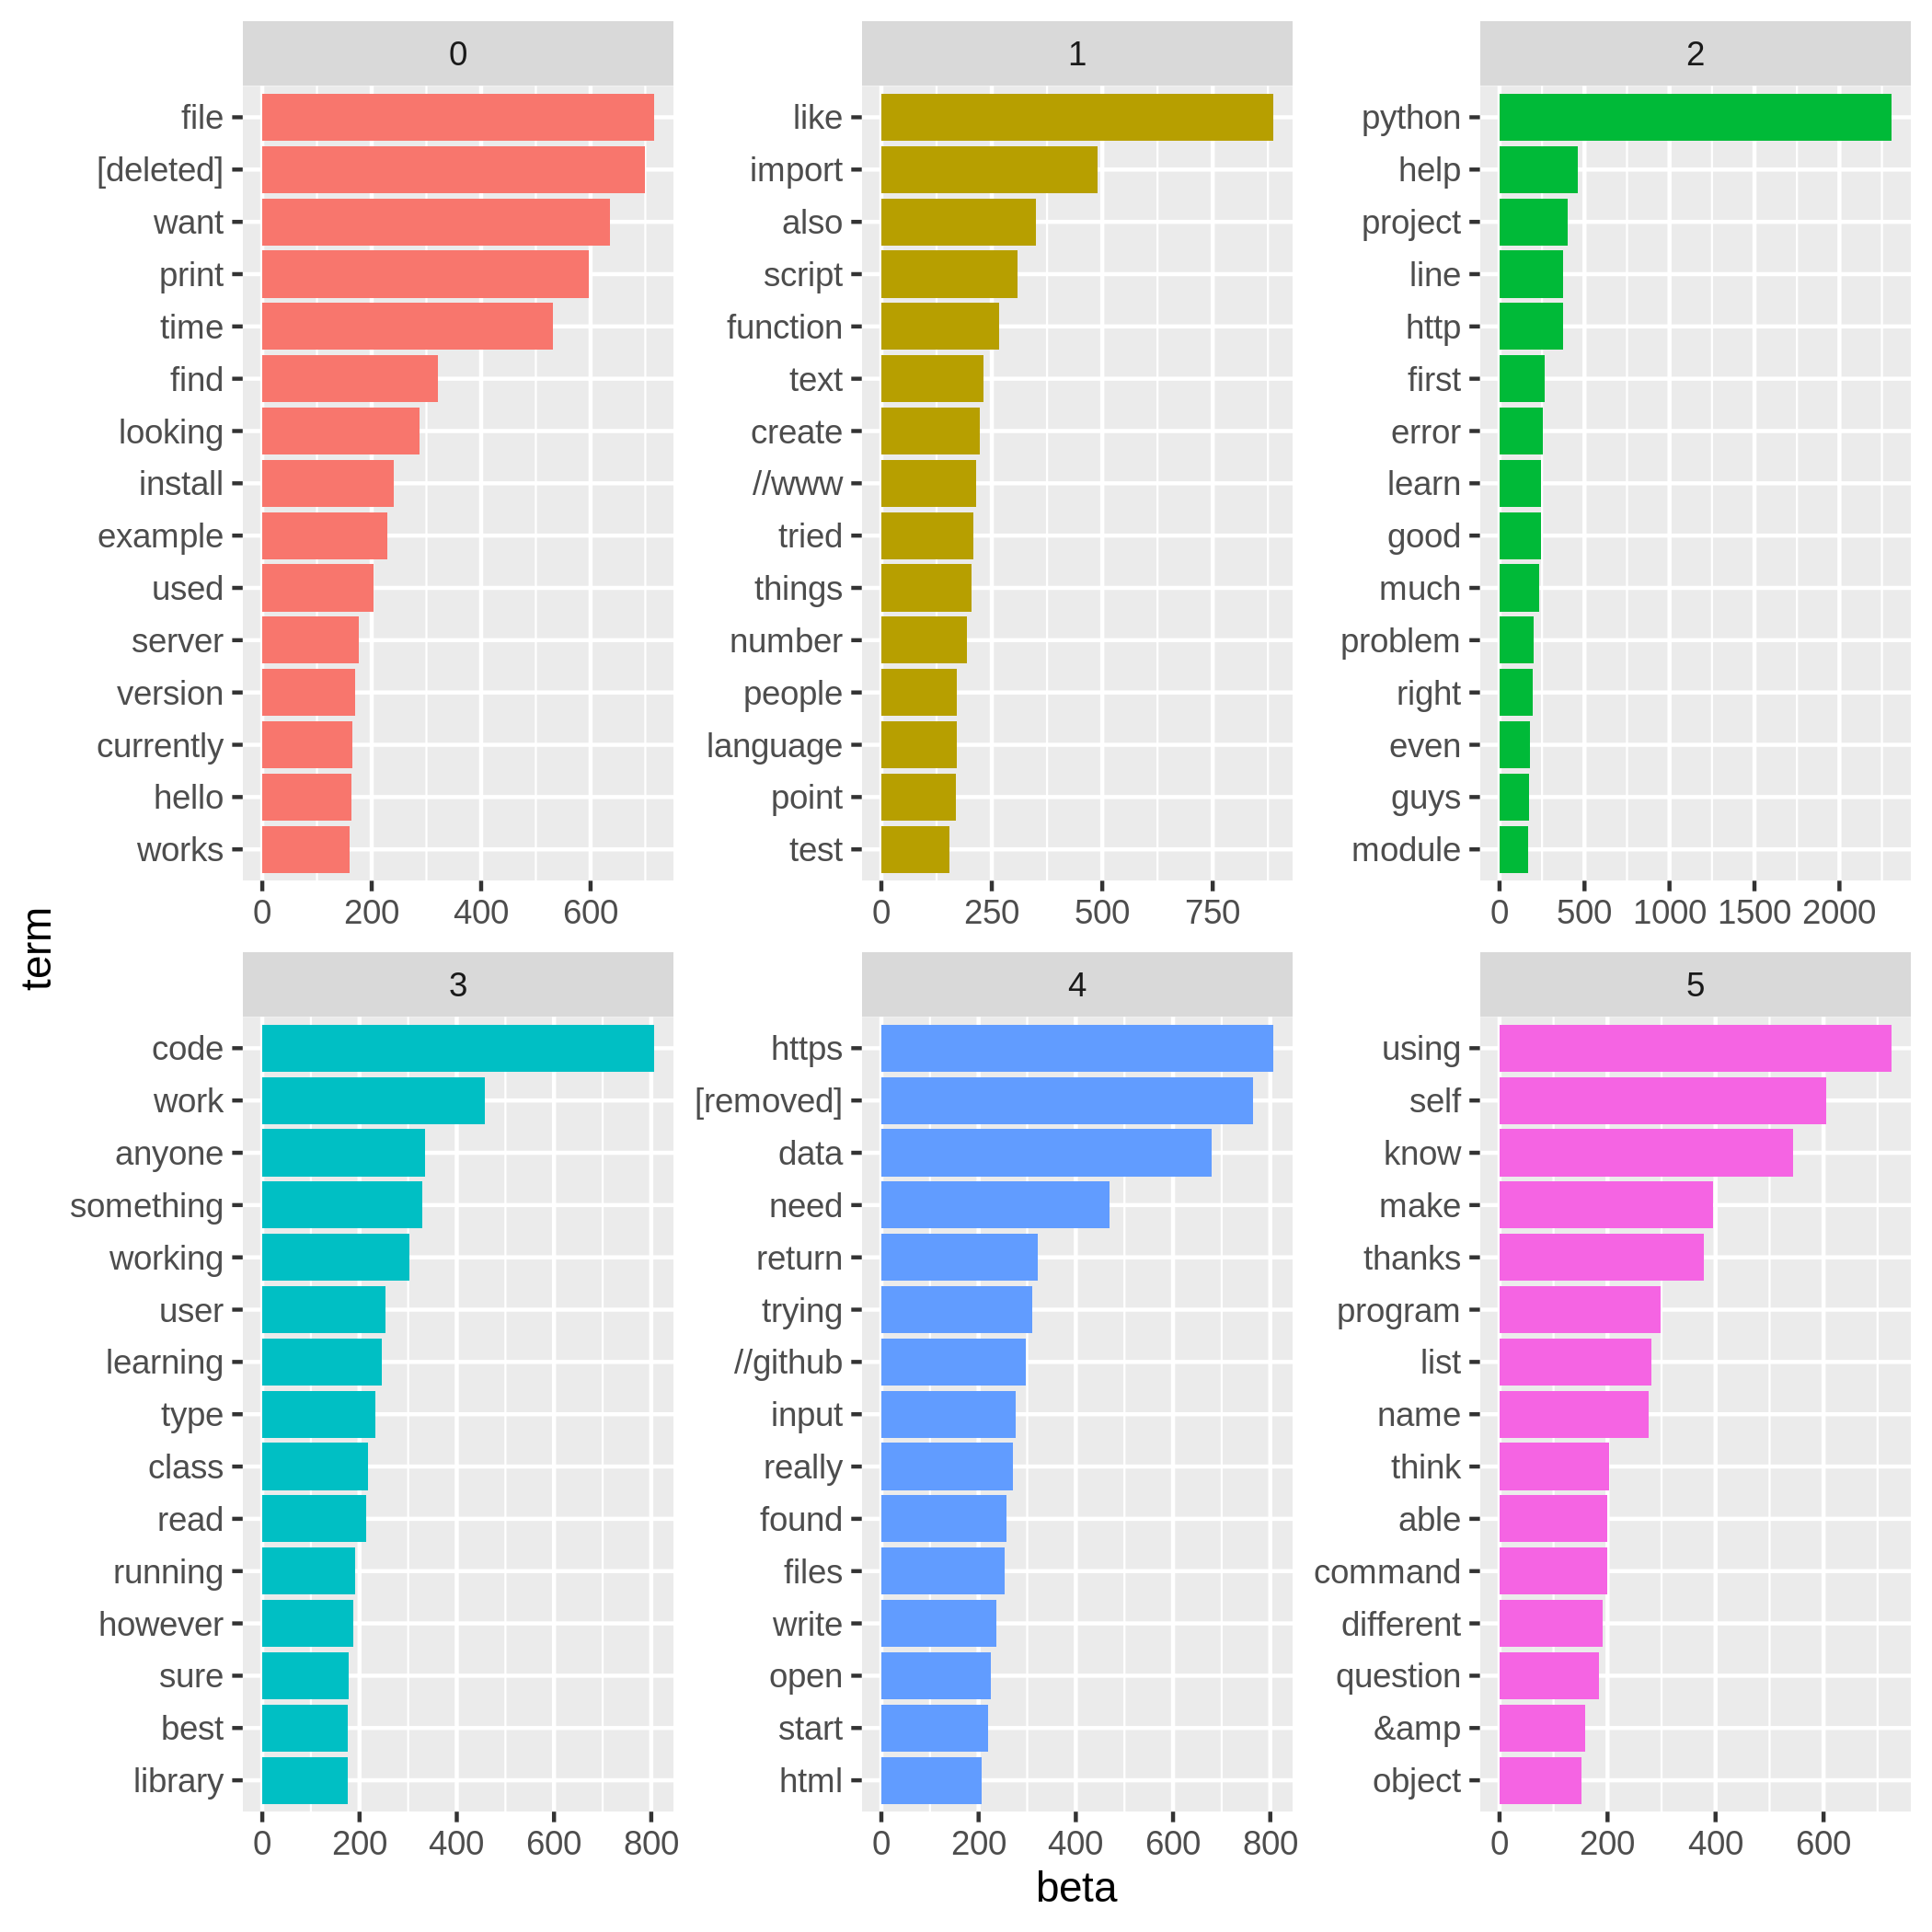 0
file
[deleted]
want
print
time
find
looking
install
example
used
server
version
currently
hello
works
0 200 400 600
1
like
import
also
script
function
text
create
//www
tried
things
number
people
language
point
test
0 250 500 750
2
python
help
project
line
http
first
error
learn
good
much
problem
right
even
guys
module
0 500 1000 1500 2000
term
3
code
work
anyone
something
working
user
learning
type
class
read
running
however
sure
best
library
0 200 400 600 800
4
https
[removed]
data
need
return
trying
//github
input
really
found
files
write
open
start
html
0 200 400 600 800
5
using
self
know
make
thanks
program
list
name
think
able
command
different
question
&amp
object
0 200 400 600
beta